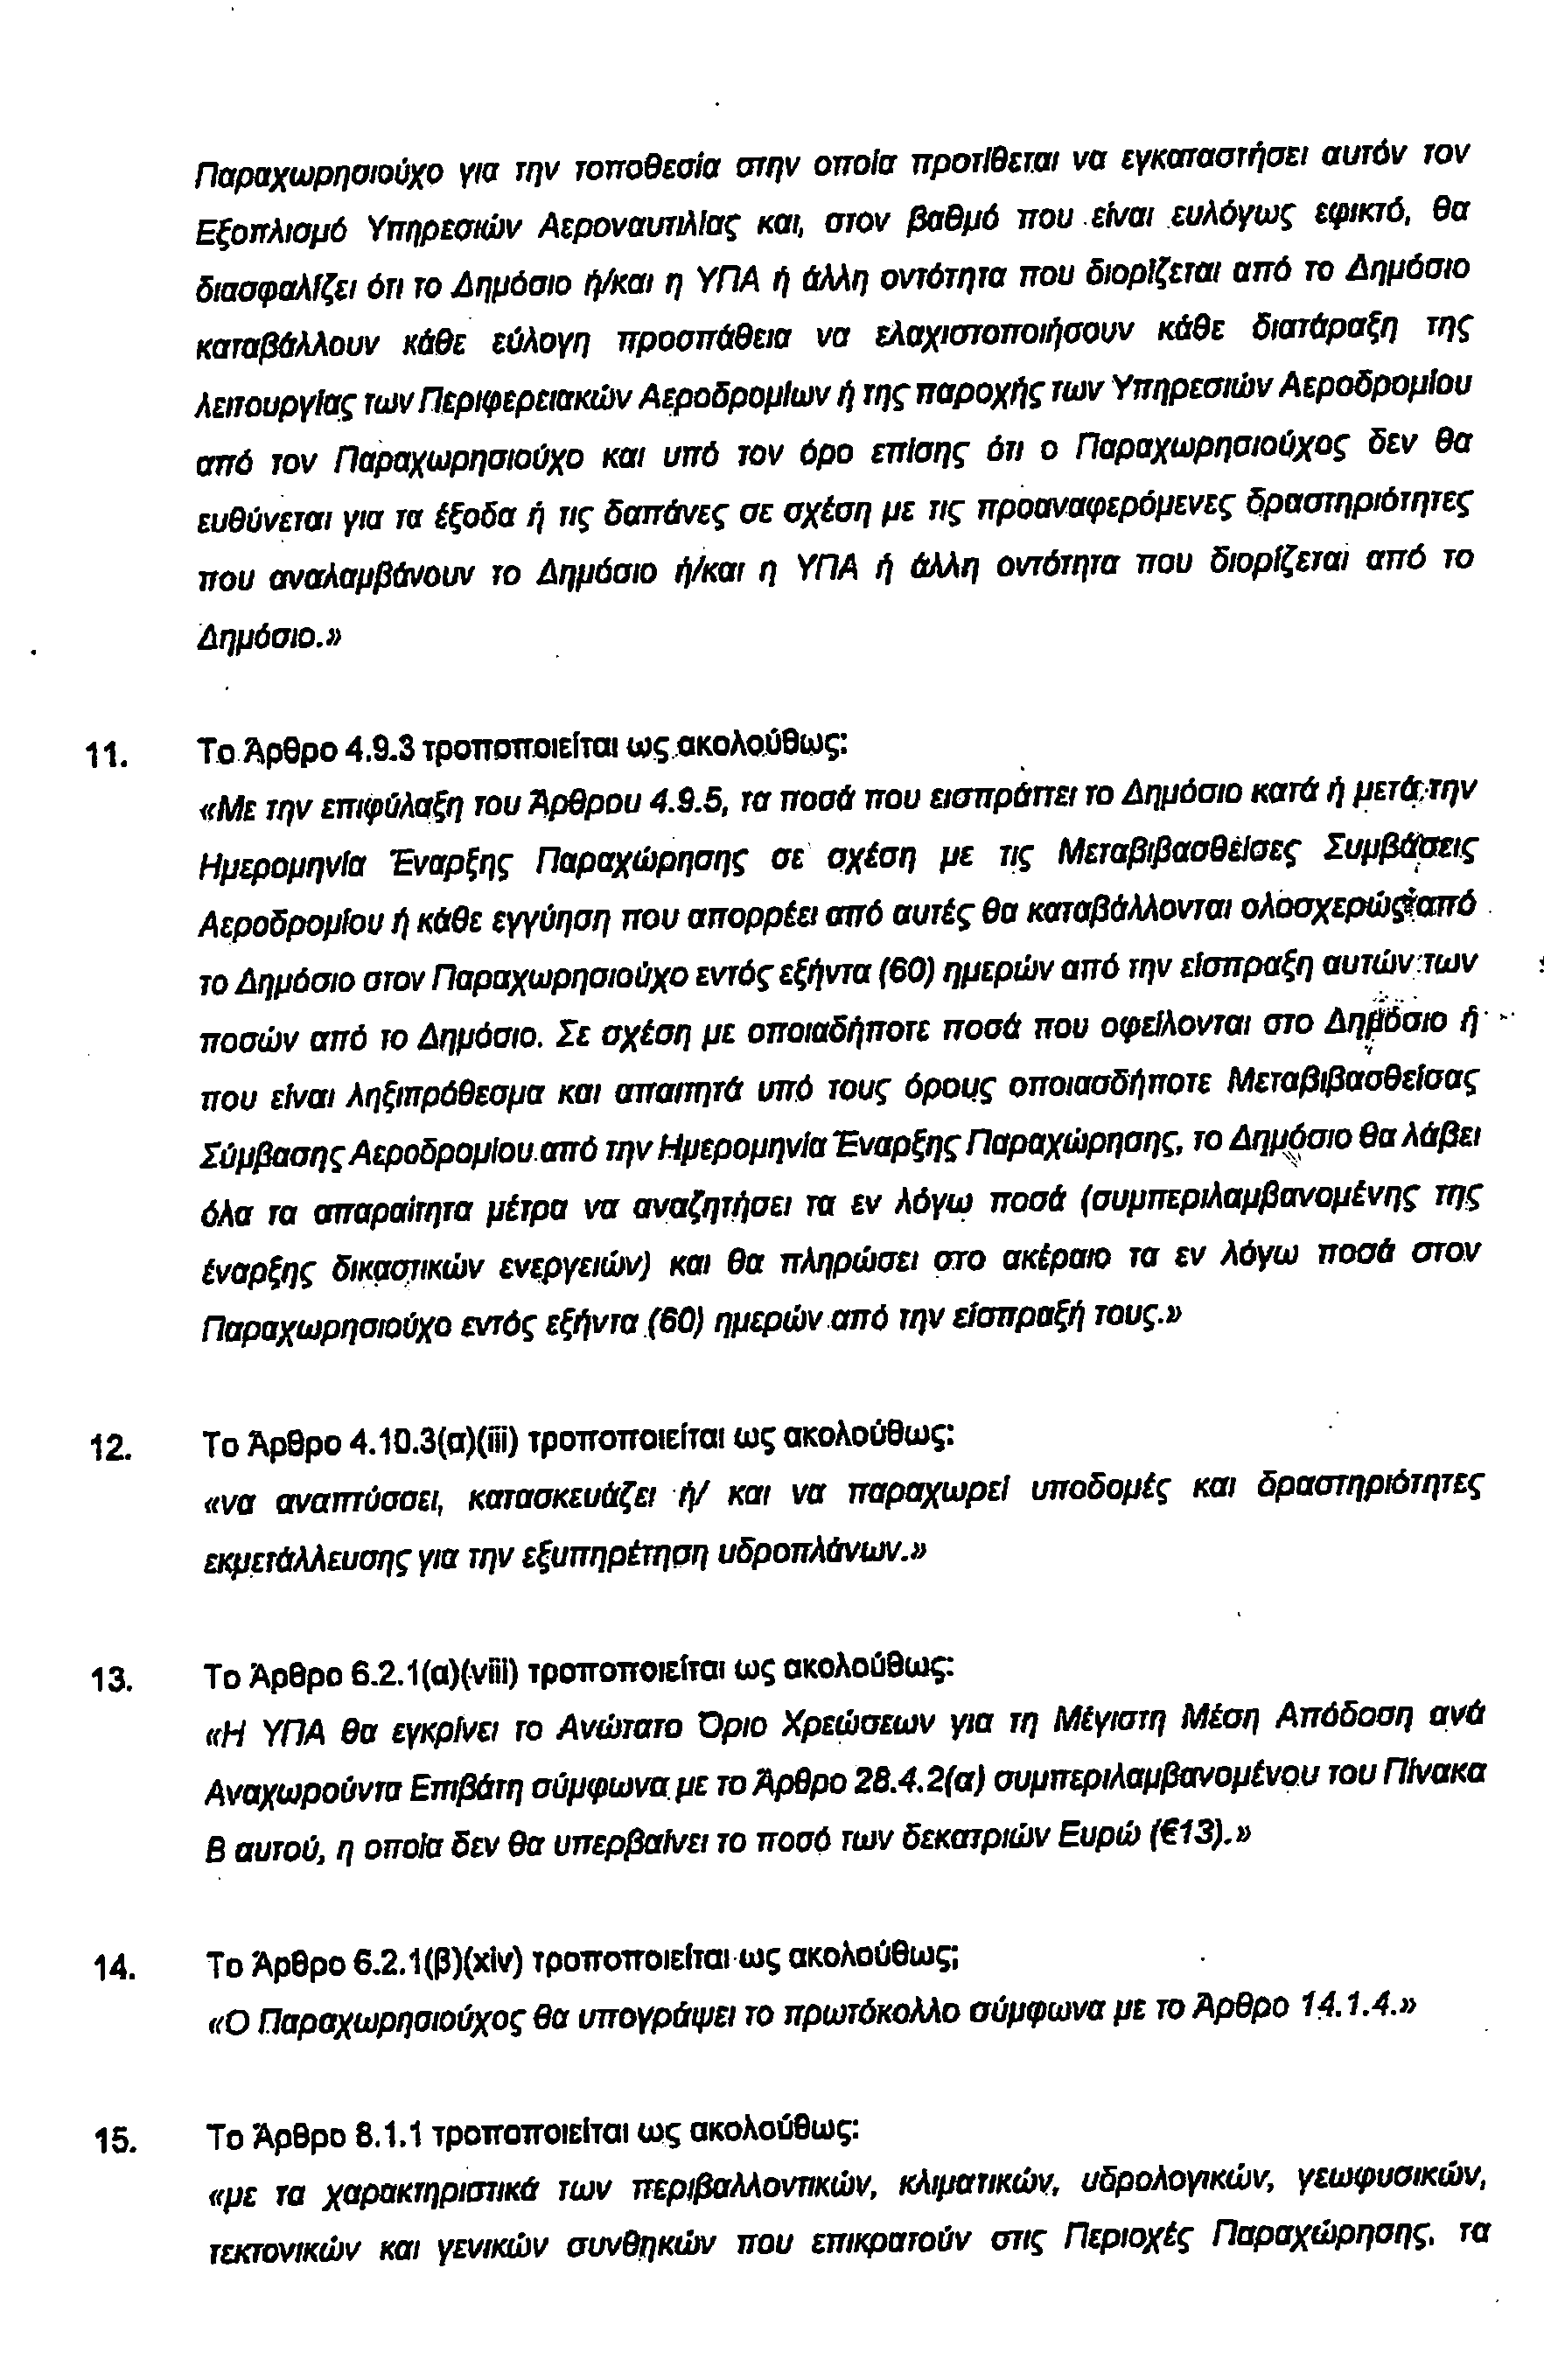 Παραχωρησιούχο για την τοποθεσία στην οποία προτίθεται να εγκαταστήσει αυτόν τον
Εξοπλισμό Υπηρεσιών Αεροναυτιλίας και, στον βαθμό που είναι ευλόγως εφικτό, θα
διασφαλίζει ότι το Δημόσιο ή/και η ΥΠΑ ή άλλη οντότητα που διορίζεται από το Δημόσιο
καταβάλλουν κάθε εύλογη προσπάθεια να ελαχιστοποιήσουν κάθε διατάραξη της
λειτουργίας των Περιφερειακών Αεροδρομίων ή της παροχής των Υπηρεσιών Αεροδρομίου
από τον Παραχωρησιούχο και υπό τον όρο επίσης ότι ο Παραχωρησιούχος δεν θα
ευθύνεται για τα έξοδα ή τις δαπάνες σε σχέση με τις προαναφερόμενες δραστηριότητες
που αναλαμβάνουν το Δημόσιο ή/και η ΥΠΑ ή άλλη οντότητα που διορίζεται από το
Δημόσιο.»
11. Το Άρθρο 4.9.3 τροποποιείται ως ακολούθως:
«Με την επιφύλαξη του Άρθρου 4.9.5, τα ποσά που εισπράττει το Δημόσιο κατά ή μετά την
Ημερομηνία Έναρξης Παραχώρησης σε σχέση με τις Μεταβιβασθείσες Συμβάσεις
Αεροδρομίου ή κάθε εγγύηση που απορρέει από αυτές θα καταβάλλονται ολοσχερώς από
το Δημόσιο στον Παραχωρησιούχο εντός εξήντα (60) ημερών από την είσπραξη αυτών των
ποσών από το Δημόσιο. Σε σχέση με οποιαδήποτε ποσά που οφείλονται στο Δημόσιο ή
που είναι ληξιπρόθεσμα και απαιτητά υπό τους όρους οποιασδήποτε Μεταβιβασθείσας
Σύμβασης Αεροδρομίου από την Ημερομηνία Έναρξης Παραχώρησης, το Δημόσιο θα λάβει
όλα τα απαραίτητα μέτρα να αναζητήσει τα εν λόγω ποσά (συμπεριλαμβανομένης της
έναρξης δικαστικών ενεργειών) και θα πληρώσει στο ακέραιο τα εν λόγω ποσά στον
Παραχωρησιούχο εντός εξήντα (60) ημερών από την είσπραξή τους.»
12. Το Άρθρο 4.10.3(α)(iii) τροποποιείται ως ακολούθως:
«να αναπτύσσει, κατασκευάζει ή/ και να παραχωρεί υποδομές και δραστηριότητες
εκμετάλλευσης για την εξυπηρέτηση υδροπλάνων.»
13. Το Άρθρο 6.2.1(α)(viii) τροποποιείται ως ακολούθως:
«Η ΥΠΑ θα εγκρίνει το Ανώτατο Όριο Χρεώσεων για τη Μέγιστη Μέση Απόδοση ανά
Αναχωρούντα Επιβάτη σύμφωνα με το Άρθρο 28.4.2(α) συμπεριλαμβανομένου του Πίνακα
Β αυτού, η οποία δεν θα υπερβαίνει το ποσό των δεκατριών Ευρώ (€13).»
14. Το Άρθρο 6.2.1(β)(xiv) τροποποιείται ως ακολούθως:
«Ο Παραχωρησιούχος θα υπογράψει το πρωτόκολλο σύμφωνα με το Άρθρο 14.1.4.»
15. Το Άρθρο 8.1.1 τροποποιείται ως ακολούθως:
«με τα χαρακτηριστικά των περιβαλλοντικών, κλιματικών, υδρολογικών, γεωφυσικών,
τεκτονικών και γενικών συνθηκών που επικρατούν στις Περιοχές Παραχώρησης, τα